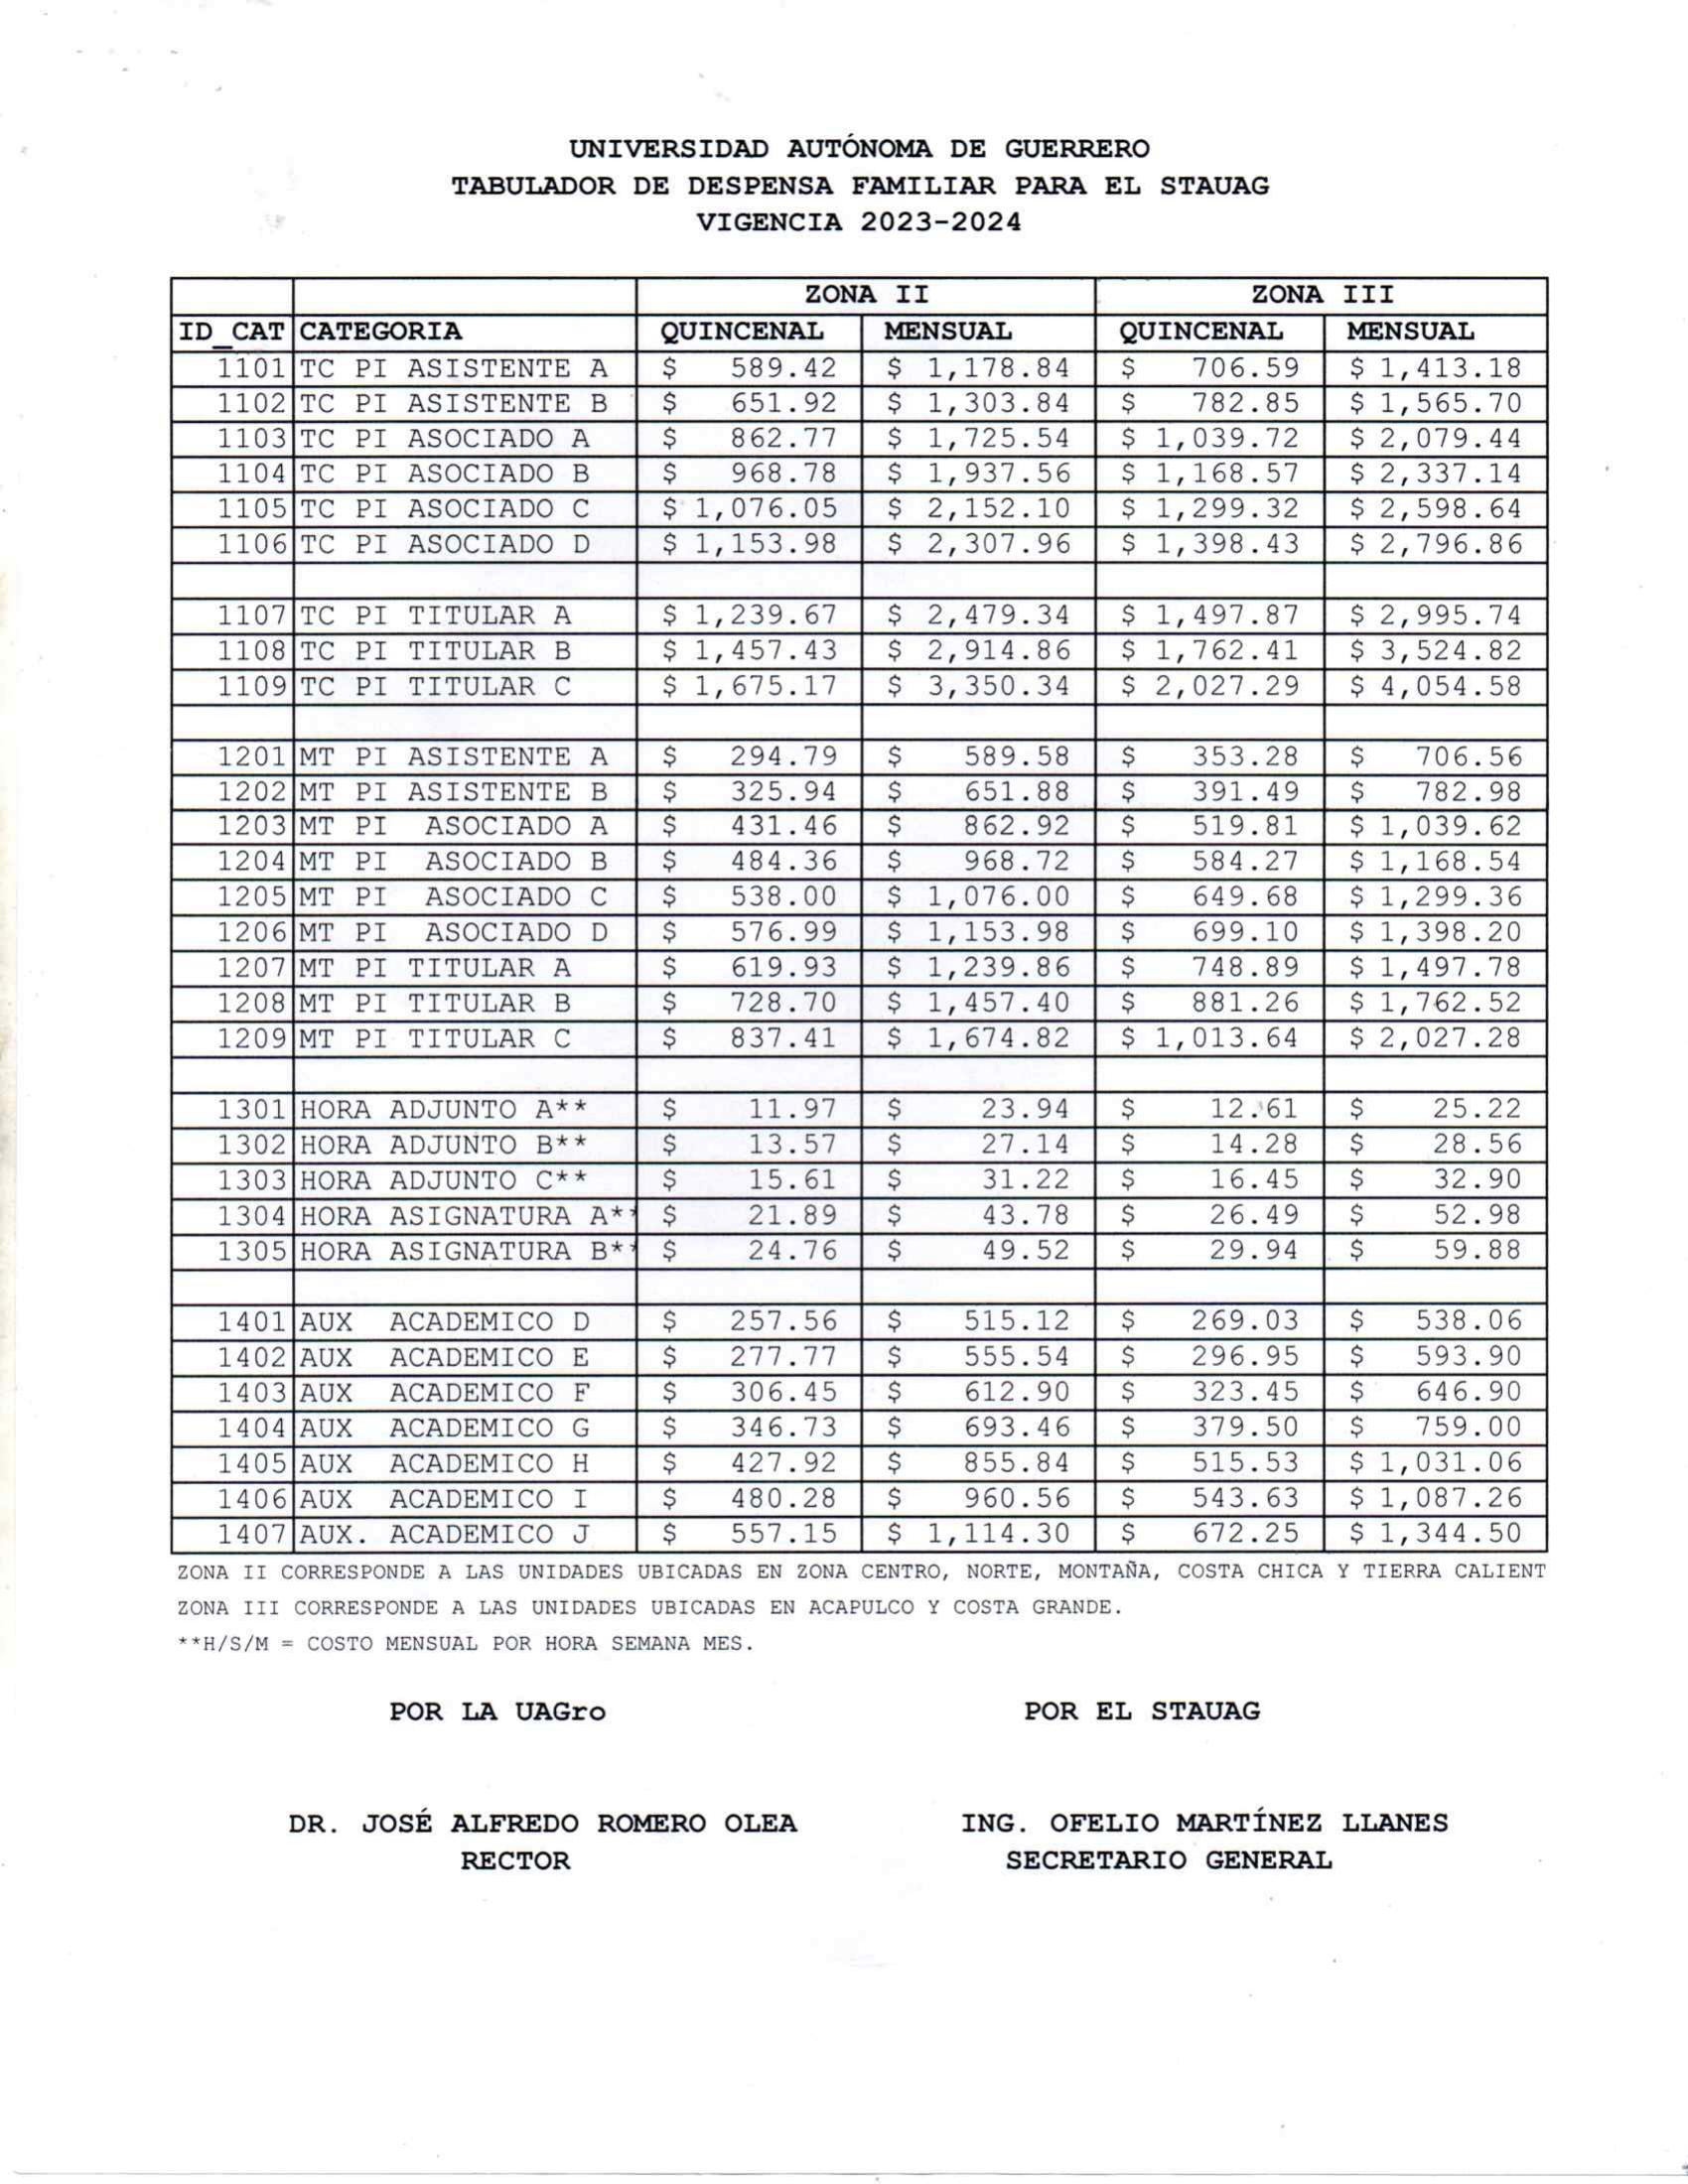 UNIVERSIDAD AUTÓNOMA DE GUERRERO
TABULADOR DE DESPENSA FAMILIAR PARA EL STAUAG
VIGENCIA 2023-2024
ZONA II ZONA III
ID_CAT CATEGORIA QUINCENAL MENSUAL QUINCENAL MENSUAL
1101 TC PI ASISTENTE A $ 589.42 $ 1,178.84 $ 706.59 $ 1,413.18
1102 TC PI ASISTENTE B $ 651.92 $ 1,303.84 $ 782.85 $ 1,565.70
1103 TC PI ASOCIADO A $ 862.77 $ 1,725.54 $ 1,039.72 $ 2,079.44
1104 TC PI ASOCIADO B $ 968.78 $ 1,937.56 $ 1,168.57 $ 2,337.14
1105 TC PI ASOCIADO C $ 1,076.05 $ 2,152.10 $ 1,299.32 $ 2,598.64
1106 TC PI ASOCIADO D $ 1,153.98 $ 2,307.96 $ 1,398.43 $ 2,796.86
1107 TC PI TITULAR A $ 1,239.67 $ 2,479.34 $ 1,497.87 $ 2,995.74
1108 TC PI TITULAR B $ 1,457.43 $ 2,914.86 $ 1,762.41 $ 3,524.82
1109 TC PI TITULAR C $ 1,675.17 $ 3,350.34 $ 2,027.29 $ 4,054.58
1201 MT PI ASISTENTE A $ 294.79 $ 589.58 $ 353.28 $ 706.56
1202 MT PI ASISTENTE B $ 325.94 $ 651.88 $ 391.49 $ 782.98
1203 MT PI ASOCIADO A $ 431.46 $ 862.92 $ 519.81 $ 1,039.62
1204 MT PI ASOCIADO B $ 484.36 $ 968.72 $ 584.27 $ 1,168.54
1205 MT PI ASOCIADO C $ 538.00 $ 1,076.00 $ 649.68 $ 1,299.36
1206 MT PI ASOCIADO D $ 576.99 $ 1,153.98 $ 699.10 $ 1,398.20
1207 MT PI TITULAR A $ 619.93 $ 1,239.86 $ 748.89 $ 1,497.78
1208 MT PI TITULAR B $ 728.70 $ 1,457.40 $ 881.26 $ 1,762.52
1209 MT PI TITULAR C $ 837.41 $ 1,674.82 $ 1,013.64 $ 2,027.28
1301 HORA ADJUNTO A** $ 11.97 $ 23.94 $ 12.61 $ 25.22
1302 HORA ADJUNTO B** $ 13.57 $ 27.14 $ 14.28 $ 28.56
1303 HORA ADJUNTO C** $ 15.61 $ 31.22 $ 16.45 $ 32.90
1304 HORA ASIGNATURA A** $ 21.89 $ 43.78 $ 26.49 $ 52.98
1305 HORA ASIGNATURA B** $ 24.76 $ 49.52 $ 29.94 $ 59.88
1401 AUX ACADEMICO D $ 257.56 $ 515.12 $ 269.03 $ 538.06
1402 AUX ACADEMICO E $ 277.77 $ 555.54 $ 296.95 $ 593.90
1403 AUX ACADEMICO F $ 306.45 $ 612.90 $ 323.45 $ 646.90
1404 AUX ACADEMICO G $ 346.73 $ 693.46 $ 379.50 $ 759.00
1405 AUX ACADEMICO H $ 427.92 $ 855.84 $ 515.53 $ 1,031.06
1406 AUX ACADEMICO I $ 480.28 $ 960.56 $ 543.63 $ 1,087.26
1407 AUX. ACADEMICO J $ 557.15 $ 1,114.30 $ 672.25 $ 1,344.50
ZONA II CORRESPONDE A LAS UNIDADES UBICADAS EN ZONA CENTRO, NORTE, MONTAÑA, COSTA CHICA Y TIERRA CALIENT
ZONA III CORRESPONDE A LAS UNIDADES UBICADAS EN ACAPULCO Y COSTA GRANDE.
**H/S/M = COSTO MENSUAL POR HORA SEMANA MES.
POR LA UAGro POR EL STAUAG
DR. JOSÉ ALFREDO ROMERO OLEA ING. OFELIO MARTÍNEZ LLANES
RECTOR SECRETARIO GENERAL